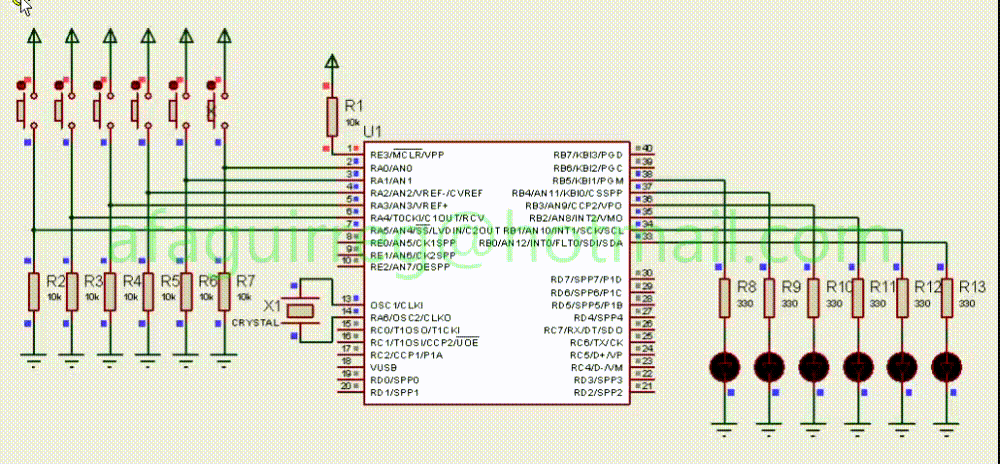 R1
10k
U1
1 RE3/MCLR/VPP RB7/KBI3/PGD 40
2 RA0/AN0 RB6/KBI2/PGC 39
3 RA1/AN1 RB5/KBI1/PGM 38
4 RA2/AN2/VREF-/CVREF RB4/AN11/KBI0/CSSPP 37
5 RA3/AN3/VREF+ RB3/AN9/CCP2/VPO 36
6 RA4/T0CKI/C1OUT/RCV RB2/AN8/INT2/VMO 35
7 RA5/AN4/SS/LVDIN/C2OUT RB1/AN10/INT1/SCK/SCL 34
8 RE0/AN5/CK1SPP RB0/AN12/INT0/FLT0/SDI/SDA 33
9 RE1/AN6/CK2SPP
10 RE2/AN7/OESPP
afaguirreg@hotmail.com
RD7/SPP7/P1D 30
RD6/SPP6/P1C 29
13 OSC1/CLKI RD5/SPP5/P1B 28
14 RA6/OSC2/CLKO RD4/SPP4 27
15 RC0/T1OSO/T1CKI RC7/RX/DT/SDO 26
16 RC1/T1OSI/CCP2/UOE RC6/TX/CK 25
17 RC2/CCP1/P1A RC5/D+/VP 24
18 VUSB RC4/D-/VM 23
19 RD0/SPP0 RD3/SPP3 22
20 RD1/SPP1 RD2/SPP2 21
R2 R3 R4 R5 R6 R7
10k 10k 10k 10k 10k 10k
X1
CRYSTAL
R8 R9 R10 R11 R12 R13
330 330 330 330 330 330